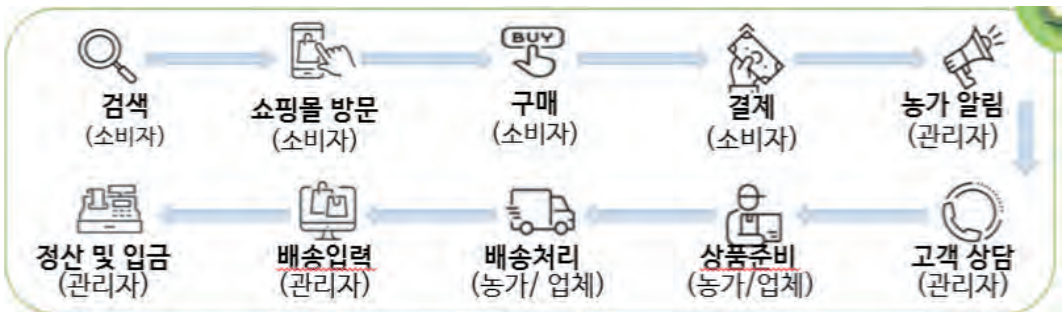 BUY
검색
(소비자)
쇼핑몰 방문
(소비자)
구매
(소비자)
결제
(소비자)
농가 알림
(관리자)
고객 상담
(관리자)
상품준비
(농가/업체)
배송처리
(농가/ 업체)
배송입력
(관리자)
정산 및 입금
(관리자)